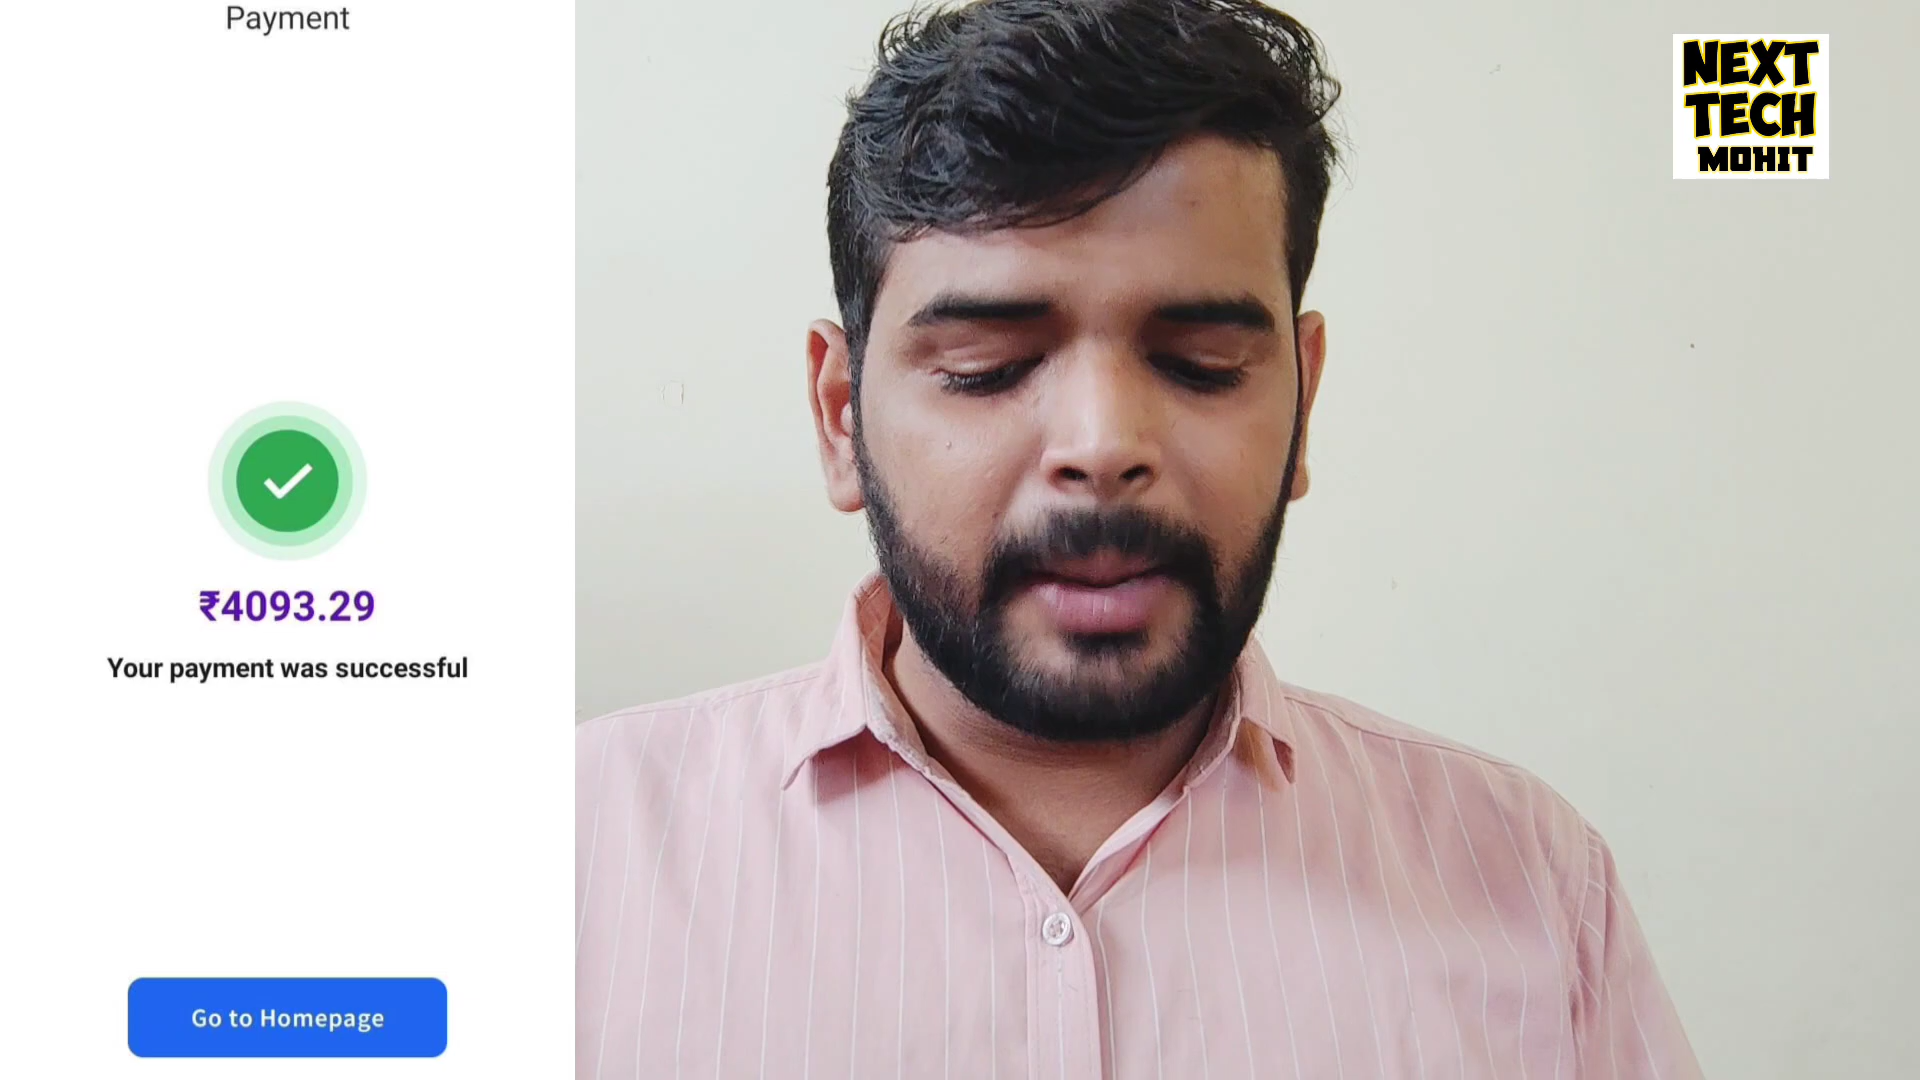 Payment
₹4093.29
Your payment was successful
Go to Homepage
NEXT
TECH
MOHIT